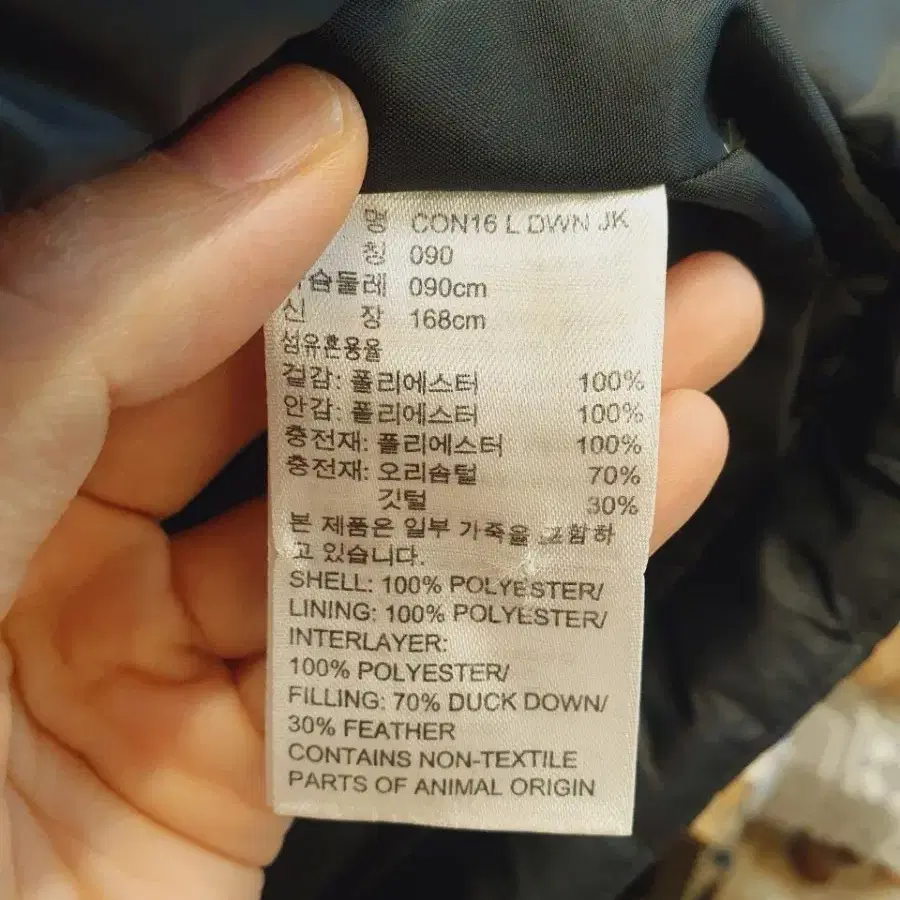 명 CON16 L DWN JK
칭 090
가슴둘레 090cm
신 장 168cm
섬유혼용율
겉감: 폴리에스터 100%
안감: 폴리에스터 100%
충전재: 폴리에스터 100%
충전재: 오리솜털 70%
깃털 30%
본 제품은 일부 가죽을 포함하
고 있습니다.
SHELL: 100% POLYESTER/
LINING: 100% POLYESTER/
INTERLAYER:
100% POLYESTER/
FILLING: 70% DUCK DOWN/
30% FEATHER
CONTAINS NON-TEXTILE
PARTS OF ANIMAL ORIGIN